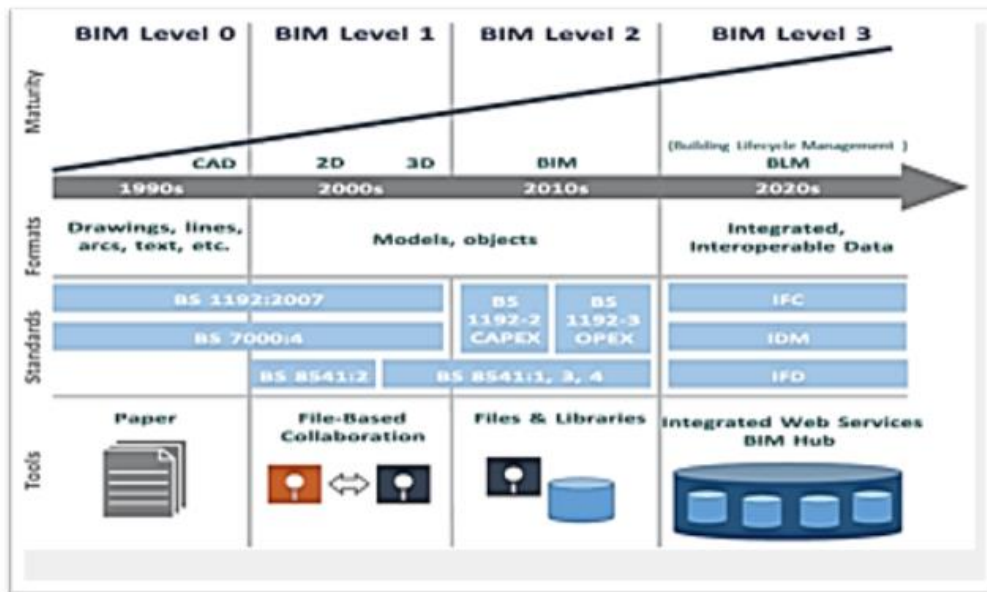 BIM Level 0
BIM Level 1
BIM Level 2
BIM Level 3
Maturity
(Building Lifecycle Management )
CAD
2D
3D
BIM
BLM
1990s
2000s
2010s
2020s
Formats
Drawings, lines,
arcs, text, etc.
Models, objects
Integrated,
Interoperable Data
Standards
BS 1192:2007
BS
1192-2
CAPEX
BS
1192-3
OPEX
IFC
BS 7000:4
IDM
BS 8541:2
BS 8541:1, 3, 4
IFD
Tools
Paper
File-Based
Collaboration
Files & Libraries
Integrated Web Services
BIM Hub